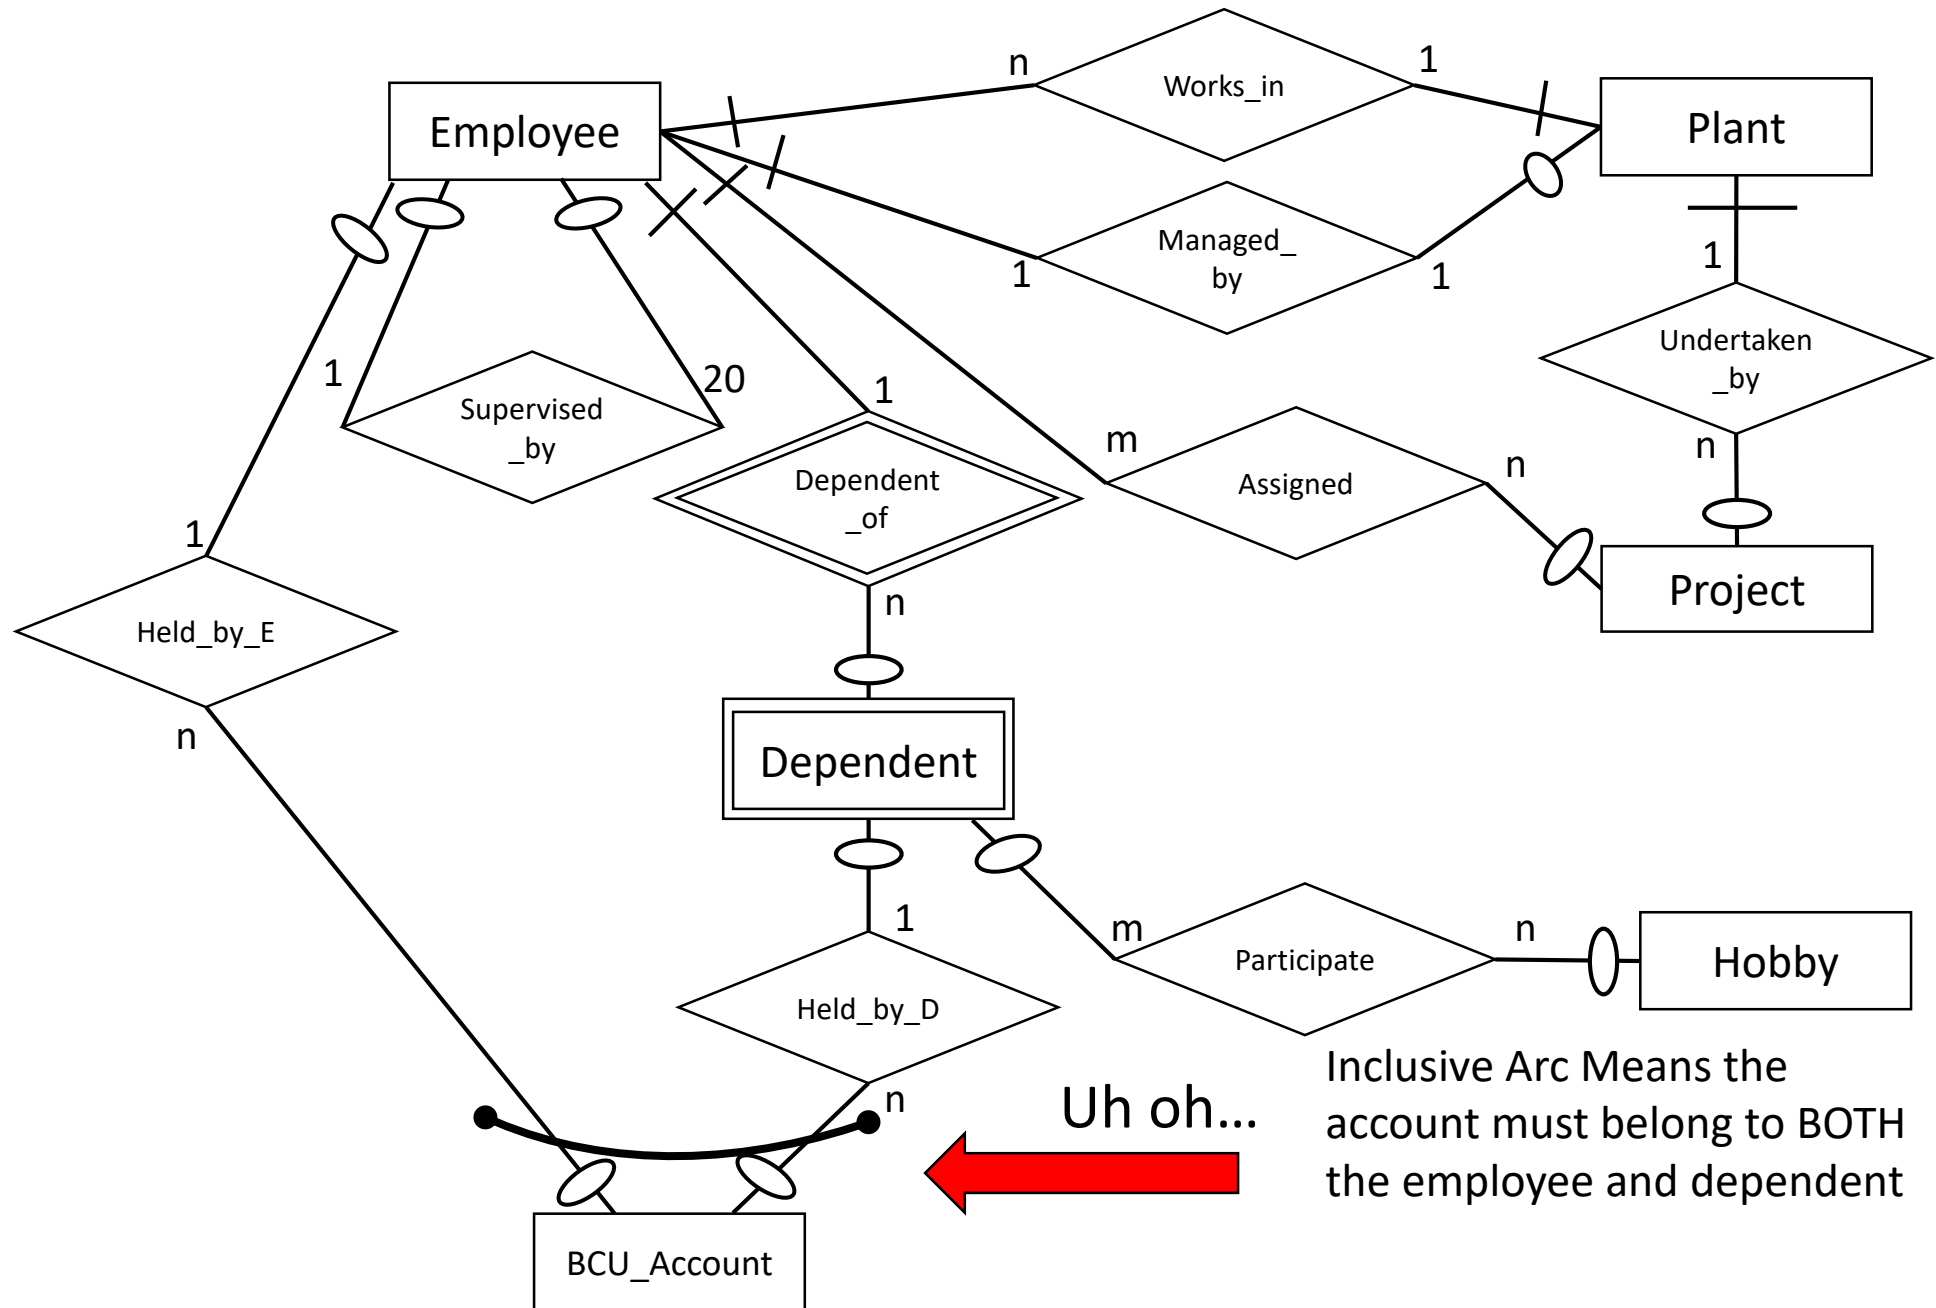 n
1
Works_in
Employee
Plant
Managed_
by
1
1
1
Undertaken
_by
n
1
20
Supervised
_by
1
m
Assigned
n
Dependent
_of
n
Project
1
Held_by_E
n
Dependent
1
m
Participate
n
Hobby
Held_by_D
n
Uh oh…
Inclusive Arc Means the
account must belong to BOTH
the employee and dependent
BCU_Account